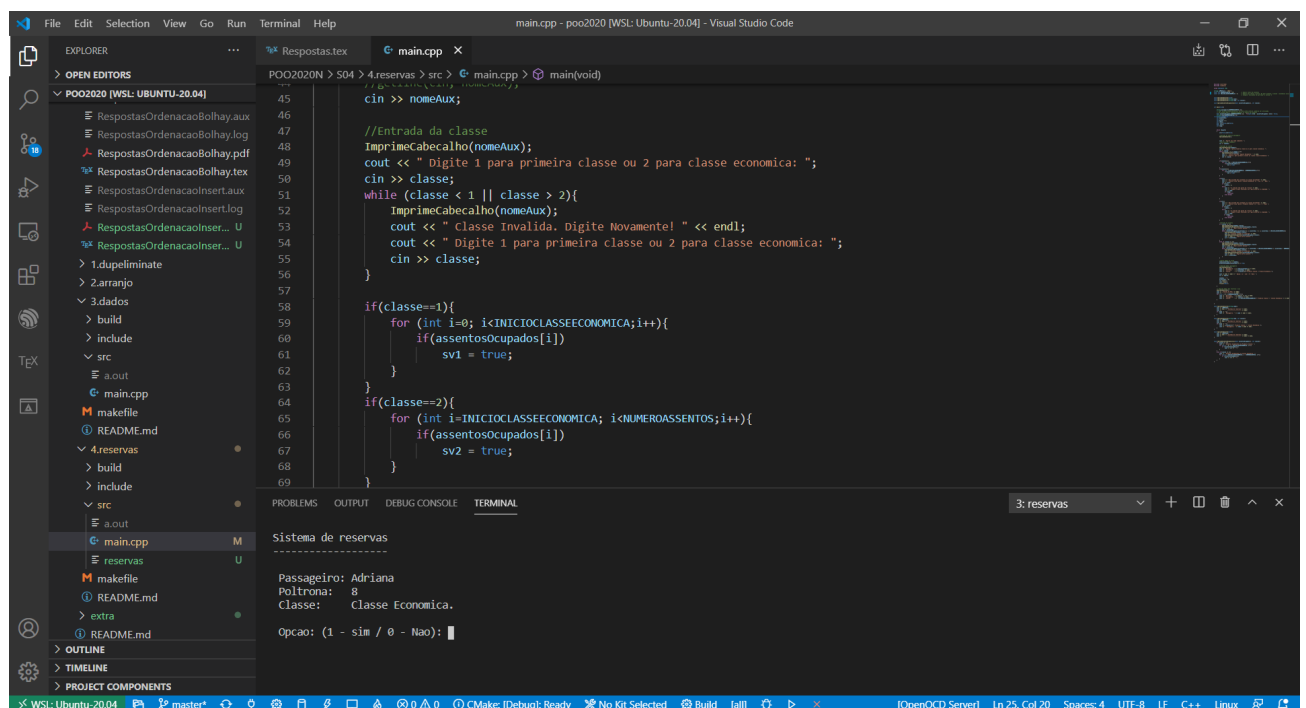 File Edit Selection View Go Run Terminal Help
main.cpp - poo2020 [WSL: Ubuntu-20.04] - Visual Studio Code
EXPLORER
OPEN EDITORS
POO2020 [WSL: UBUNTU-20.04]
RespostasOrdenacaoBolhay.aux
RespostasOrdenacaoBolhay.log
RespostasOrdenacaoBolhay.pdf
RespostasOrdenacaoBolhay.tex
RespostasOrdenacaoInsert.aux
RespostasOrdenacaoInsert.log
RespostasOrdenacaoInser... U
RespostasOrdenacaoInser... U
1.dupeliminate
2.arranjo
3.dados
build
include
src
a.out
main.cpp
makefile
README.md
4.reservas
build
include
src
a.out
main.cpp M
reservas U
makefile
README.md
extra
README.md
OUTLINE
TIMELINE
PROJECT COMPONENTS
18
TEX
Respostas.tex
main.cpp
POO2020N > S04 > 4.reservas > src > main.cpp > main(void)
44 //getline(cin, nomeAux);
45 cin >> nomeAux;
46
47 //Entrada da classe
48 ImprimeCabecalho(nomeAux);
49 cout << " Digite 1 para primeira classe ou 2 para classe economica: ";
50 cin >> classe;
51 while (classe < 1 || classe > 2){
52 ImprimeCabecalho(nomeAux);
53 cout << " Classe Invalida. Digite Novamente! " << endl;
54 cout << " Digite 1 para primeira classe ou 2 para classe economica: ";
55 cin >> classe;
56 }
57
58 if(classe==1){
59 for (int i=0; i<INICIOCLASSEECONOMICA;i++){
60 if(assentosOcupados[i])
61 sv1 = true;
62 }
63 }
64 if(classe==2){
65 for (int i=INICIOCLASSEECONOMICA; i<NUMEROASSENTOS;i++){
66 if(assentosOcupados[i])
67 sv2 = true;
68 }
69 }
PROBLEMS OUTPUT DEBUG CONSOLE TERMINAL
3: reservas
Sistema de reservas
-------------------
Passageiro: Adriana
Poltrona: 8
Classe: Classe Economica.
Opcao: (1 - sim / 0 - Nao):
WSL: Ubuntu-20.04 master* 0 0 CMake: [Debug]: Ready No Kit Selected Build [all] [OpenOCD Server] Ln 25, Col 20 Spaces: 4 UTF-8 LF C++ Linux